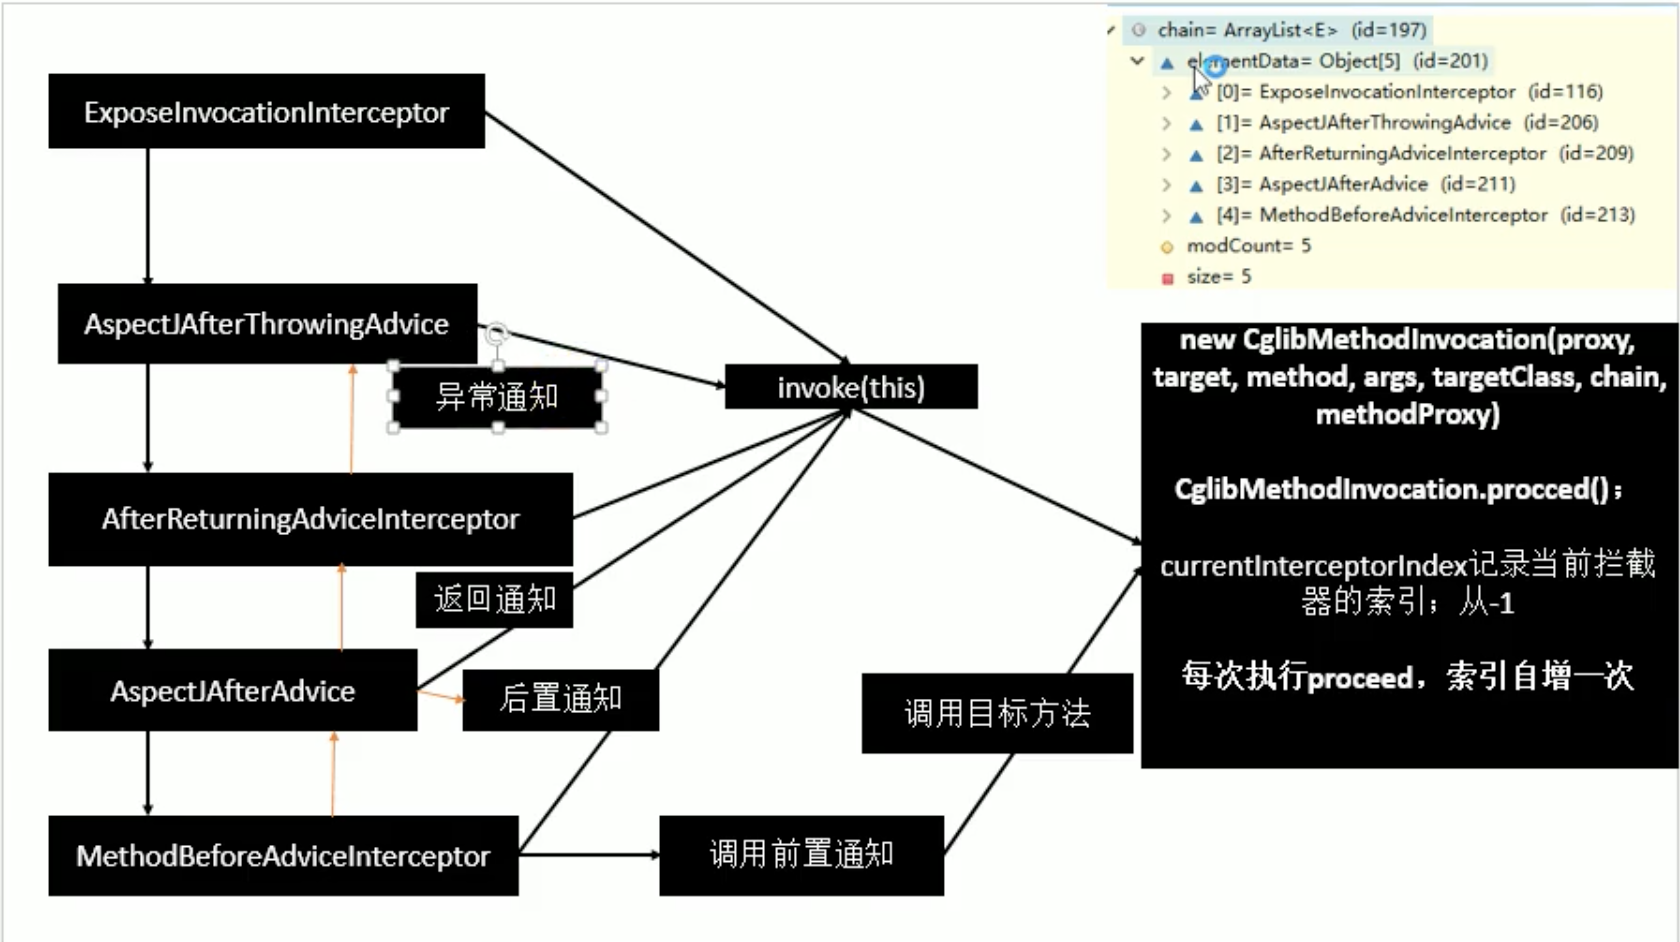 chain= ArrayList<E> (id=197)
elementData= Object[5] (id=201)
[0]= ExposeInvocationInterceptor (id=116)
[1]= AspectJAfterThrowingAdvice (id=206)
[2]= AfterReturningAdviceInterceptor (id=209)
[3]= AspectJAfterAdvice (id=211)
[4]= MethodBeforeAdviceInterceptor (id=213)
modCount= 5
size= 5
ExposeInvocationInterceptor
AspectJAfterThrowingAdvice
异常通知
invoke(this)
AfterReturningAdviceInterceptor
返回通知
AspectJAfterAdvice
后置通知
MethodBeforeAdviceInterceptor
调用前置通知
调用目标方法
new CglibMethodInvocation(proxy,
target, method, args, targetClass, chain,
methodProxy)
CglibMethodInvocation.procced()；
currentInterceptorIndex记录当前拦截
器的索引；从-1
每次执行proceed，索引自增一次